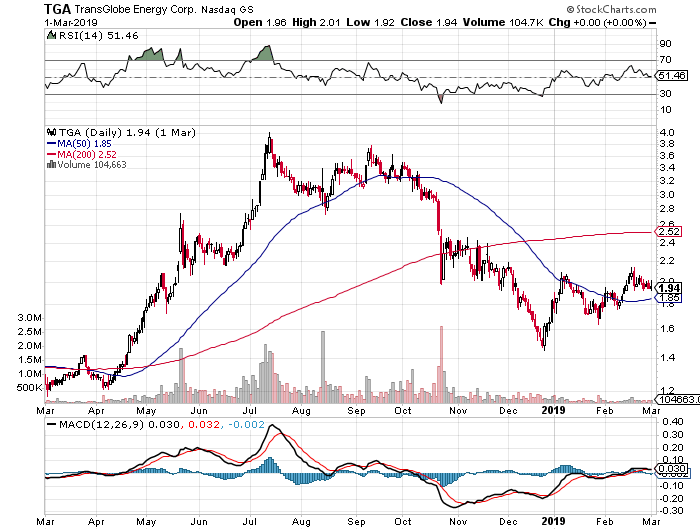 TGA TransGlobe Energy Corp. Nasdaq GS © StockCharts.com
1-Mar-2019 Open 1.96 High 2.01 Low 1.92 Close 1.94 Volume 104.7K Chg +0.00 (+0.00%)
RSI(14) 51.46
90
70
51.46
30
10
TGA (Daily) 1.94 (1 Mar)
MA(50) 1.85
MA(200) 2.52
Volume 104,663
4.0
3.8
3.6
3.4
3.2
3.0
2.8
2.6
2.52
2.4
2.2
2.0
1.94
1.85
1.8
1.6
1.4
1.2
3.0M
2.5M
2.0M
1.5M
1.0M
500K
104663.0
Mar Apr May Jun Jul Aug Sep Oct Nov Dec 2019 Feb Mar
MACD(12,26,9) 0.030, 0.032, -0.002
0.40
0.30
0.20
0.10
0.030
-0.10
-0.20
-0.30
Mar Apr May Jun Jul Aug Sep Oct Nov Dec 2019 Feb Mar